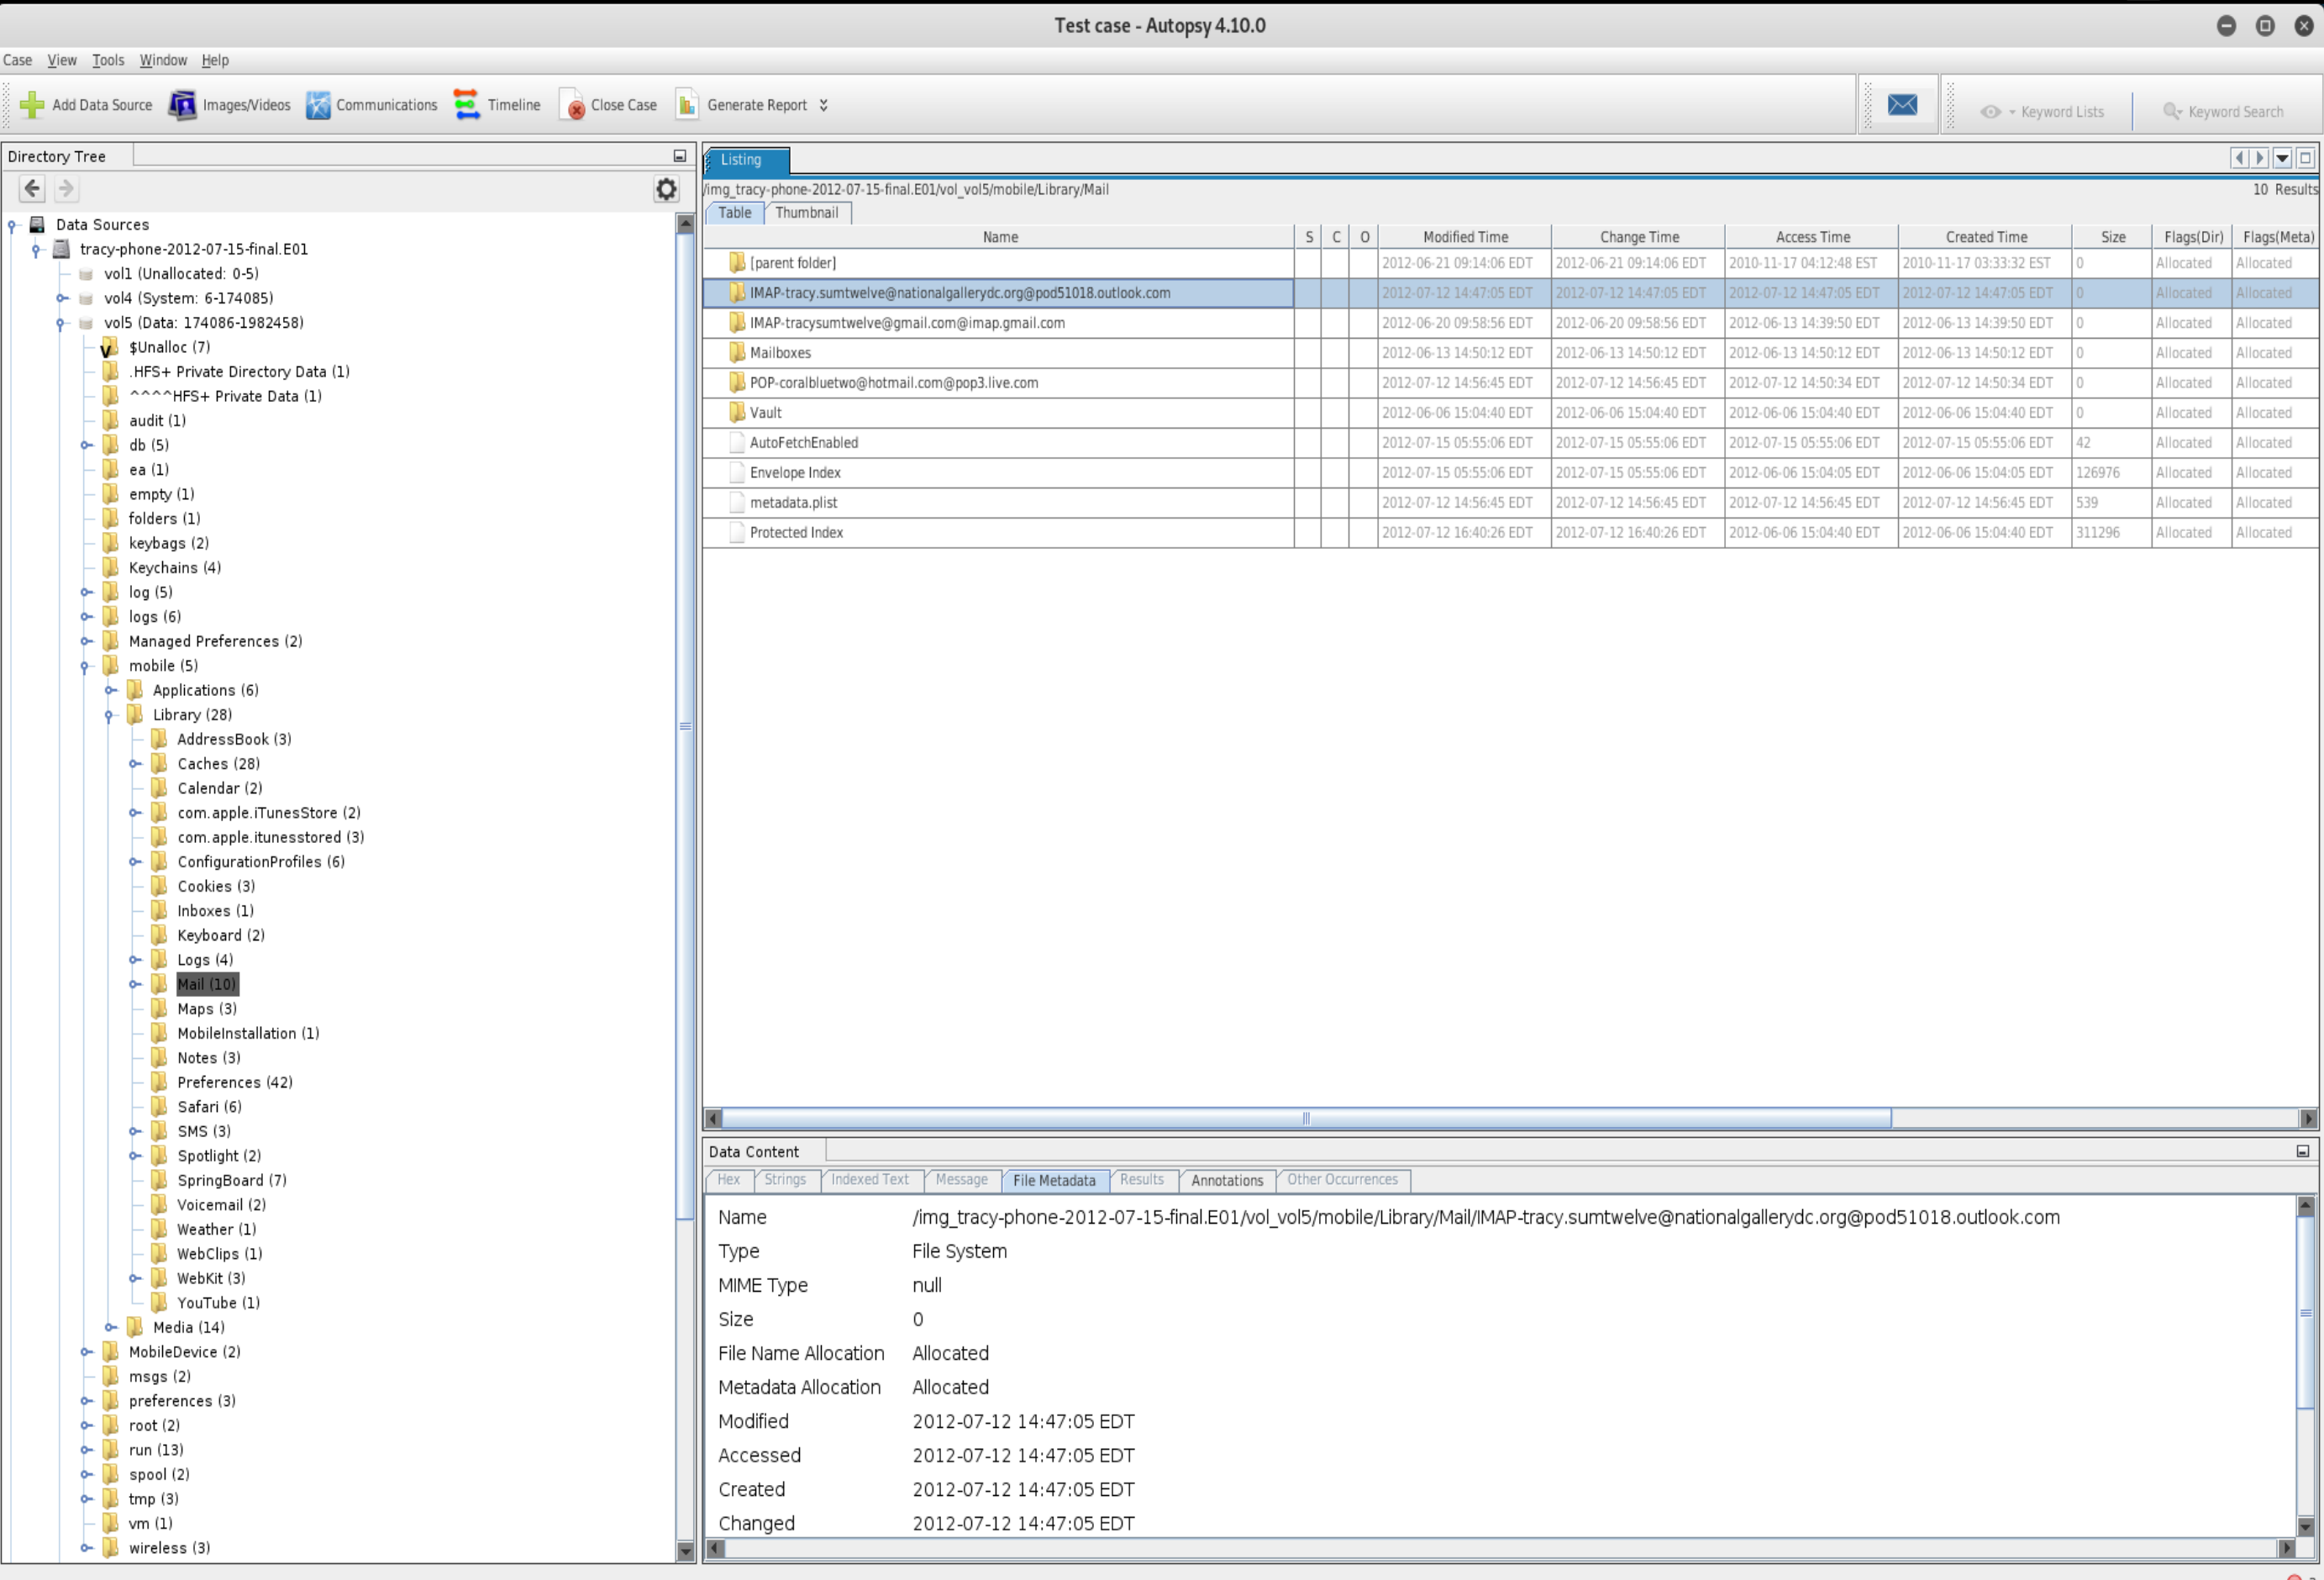 Test case - Autopsy 4.10.0
Case View Tools Window Help
Add Data Source Images/Videos Communications Timeline Close Case Generate Report Keyword Lists Keyword Search
Directory Tree
Data Sources
tracy-phone-2012-07-15-final.E01
vol1 (Unallocated: 0-5)
vol4 (System: 6-174085)
vol5 (Data: 174086-1982458)
$Unalloc (7)
.HFS+ Private Directory Data (1)
^^^^HFS+ Private Data (1)
audit (1)
db (5)
ea (1)
empty (1)
folders (1)
keybags (2)
Keychains (4)
log (5)
logs (6)
Managed Preferences (2)
mobile (5)
Applications (6)
Library (28)
AddressBook (3)
Caches (28)
Calendar (2)
com.apple.iTunesStore (2)
com.apple.itunesstored (3)
ConfigurationProfiles (6)
Cookies (3)
Inboxes (1)
Keyboard (2)
Logs (4)
Mail (10)
Maps (3)
MobileInstallation (1)
Notes (3)
Preferences (42)
Safari (6)
SMS (3)
Spotlight (2)
SpringBoard (7)
Voicemail (2)
Weather (1)
WebClips (1)
WebKit (3)
YouTube (1)
Media (14)
MobileDevice (2)
msgs (2)
preferences (3)
root (2)
run (13)
spool (2)
tmp (3)
vm (1)
wireless (3)
Listing
/img_tracy-phone-2012-07-15-final.E01/vol_vol5/mobile/Library/Mail 10 Results
Table Thumbnail
Name S C O Modified Time Change Time Access Time Created Time Size Flags(Dir) Flags(Meta)
[parent folder] 2012-06-21 09:14:06 EDT 2012-06-21 09:14:06 EDT 2010-11-17 04:12:48 EST 2010-11-17 03:33:32 EST 0 Allocated Allocated
IMAP-tracy.sumtwelve@nationalgallerydc.org@pod51018.outlook.com 2012-07-12 14:47:05 EDT 2012-07-12 14:47:05 EDT 2012-07-12 14:47:05 EDT 2012-07-12 14:47:05 EDT 0 Allocated Allocated
IMAP-tracysumtwelve@gmail.com@imap.gmail.com 2012-06-20 09:58:56 EDT 2012-06-20 09:58:56 EDT 2012-06-13 14:39:50 EDT 2012-06-13 14:39:50 EDT 0 Allocated Allocated
Mailboxes 2012-06-13 14:50:12 EDT 2012-06-13 14:50:12 EDT 2012-06-13 14:50:12 EDT 2012-06-13 14:50:12 EDT 0 Allocated Allocated
POP-coralbluetwo@hotmail.com@pop3.live.com 2012-07-12 14:56:45 EDT 2012-07-12 14:56:45 EDT 2012-07-12 14:50:34 EDT 2012-07-12 14:50:34 EDT 0 Allocated Allocated
Vault 2012-06-06 15:04:40 EDT 2012-06-06 15:04:40 EDT 2012-06-06 15:04:40 EDT 2012-06-06 15:04:40 EDT 0 Allocated Allocated
AutoFetchEnabled 2012-07-15 05:55:06 EDT 2012-07-15 05:55:06 EDT 2012-07-15 05:55:06 EDT 2012-07-15 05:55:06 EDT 42 Allocated Allocated
Envelope Index 2012-07-15 05:55:06 EDT 2012-07-15 05:55:06 EDT 2012-06-06 15:04:05 EDT 2012-06-06 15:04:05 EDT 126976 Allocated Allocated
metadata.plist 2012-07-12 14:56:45 EDT 2012-07-12 14:56:45 EDT 2012-07-12 14:56:45 EDT 2012-07-12 14:56:45 EDT 539 Allocated Allocated
Protected Index 2012-07-12 16:40:26 EDT 2012-07-12 16:40:26 EDT 2012-06-06 15:04:40 EDT 2012-06-06 15:04:40 EDT 311296 Allocated Allocated
Data Content
Hex Strings Indexed Text Message File Metadata Results Annotations Other Occurrences
Name /img_tracy-phone-2012-07-15-final.E01/vol_vol5/mobile/Library/Mail/IMAP-tracy.sumtwelve@nationalgallerydc.org@pod51018.outlook.com
Type File System
MIME Type null
Size 0
File Name Allocation Allocated
Metadata Allocation Allocated
Modified 2012-07-12 14:47:05 EDT
Accessed 2012-07-12 14:47:05 EDT
Created 2012-07-12 14:47:05 EDT
Changed 2012-07-12 14:47:05 EDT